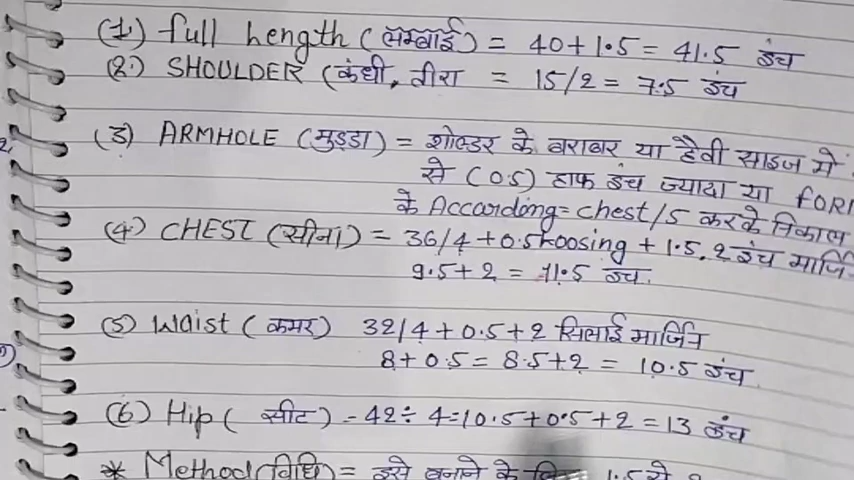 (1) full Length (लम्बाई) = 40+1.5 = 41.5 इंच
(2) SHOULDER (कंधी, तीरा = 15/2 = 7.5 इंच
(3) ARMHOLE (मुड्डा) = शोल्डर के बराबर या हैवी साइज में
से (0.5) हाफ इंच ज्यादा या
के According = chest/5 करके निकाल
(4) CHEST (सीना) = 36/4 + 0.5 loosing + 1.5, 2 इंच
9.5+2 = 11.5 इंच.
(5) Waist (कमर) 32/4+0.5+2 सिलाई मार्जिन
8+0.5 = 8.5+2 = 10.5 इंच
(6) Hip (सीट) - 42÷4=10.5+0.5+2 = 13 इंच
* Method (विधि) = इसे बनाने के